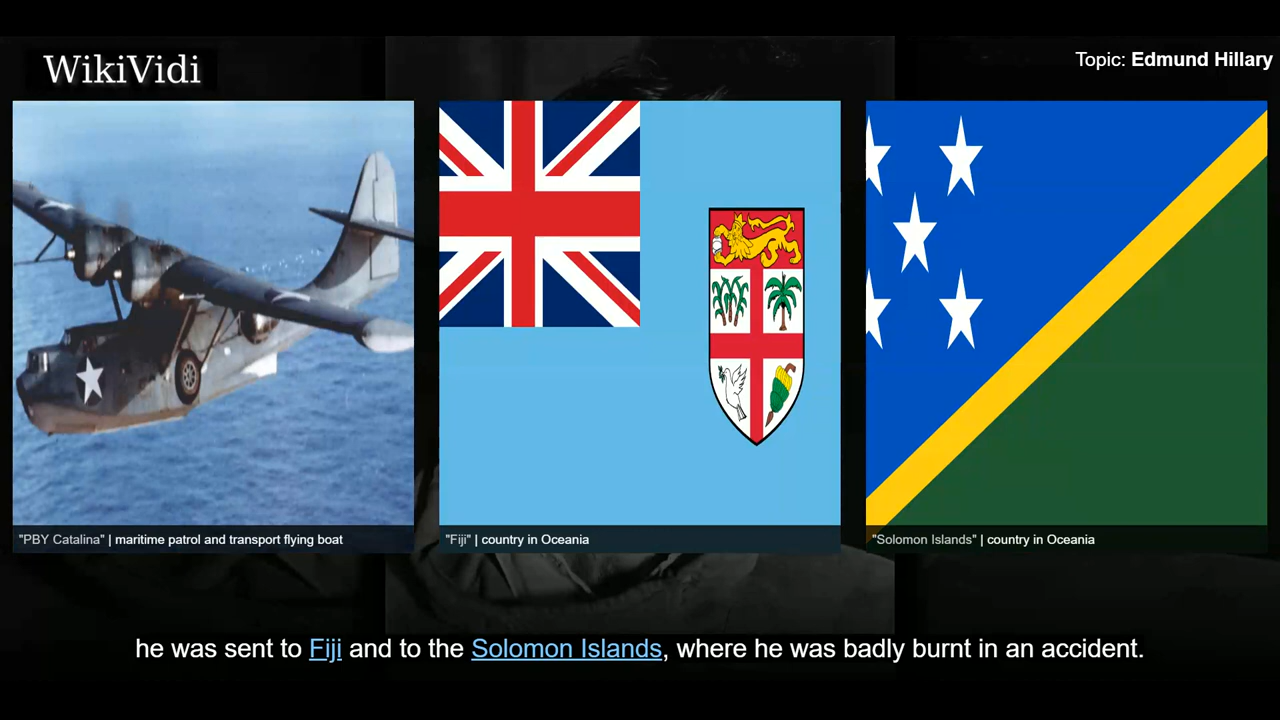 WikiVidi
Topic: Edmund Hillary
"PBY Catalina" | maritime patrol and transport flying boat
"Fiji" | country in Oceania
"Solomon Islands" | country in Oceania
he was sent to Fiji and to the Solomon Islands, where he was badly burnt in an accident.